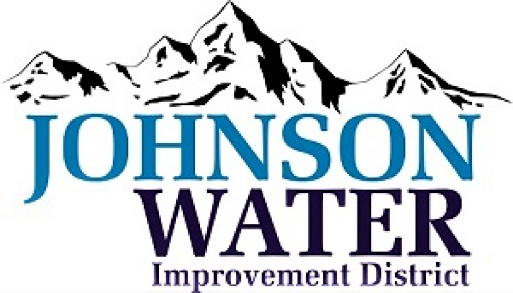 JOHNSON
WATER
Improvement District